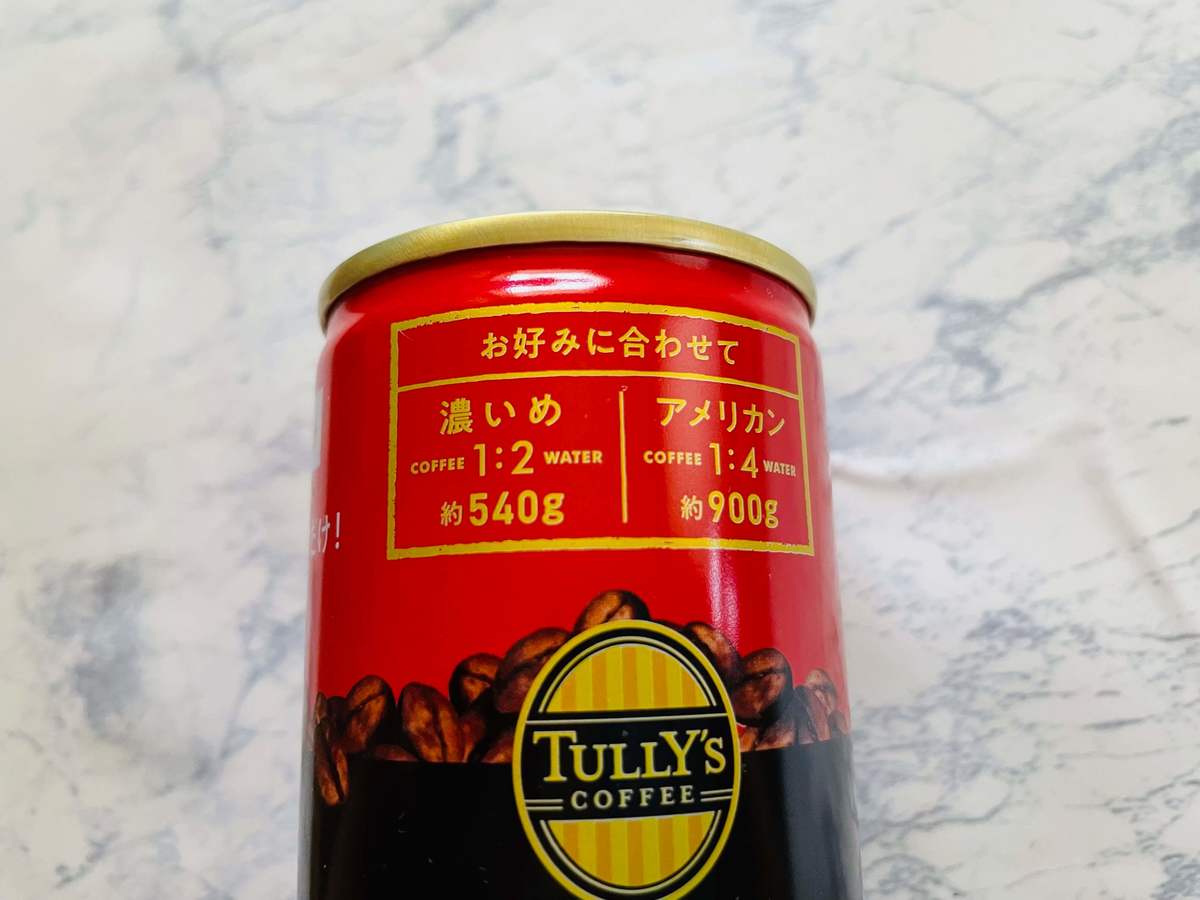 お好みに合わせて
濃いめ
COFFEE 1:2 WATER
約540g
アメリカン
COFFEE 1:4 WATER
約900g
け!
TULLY'S
COFFEE